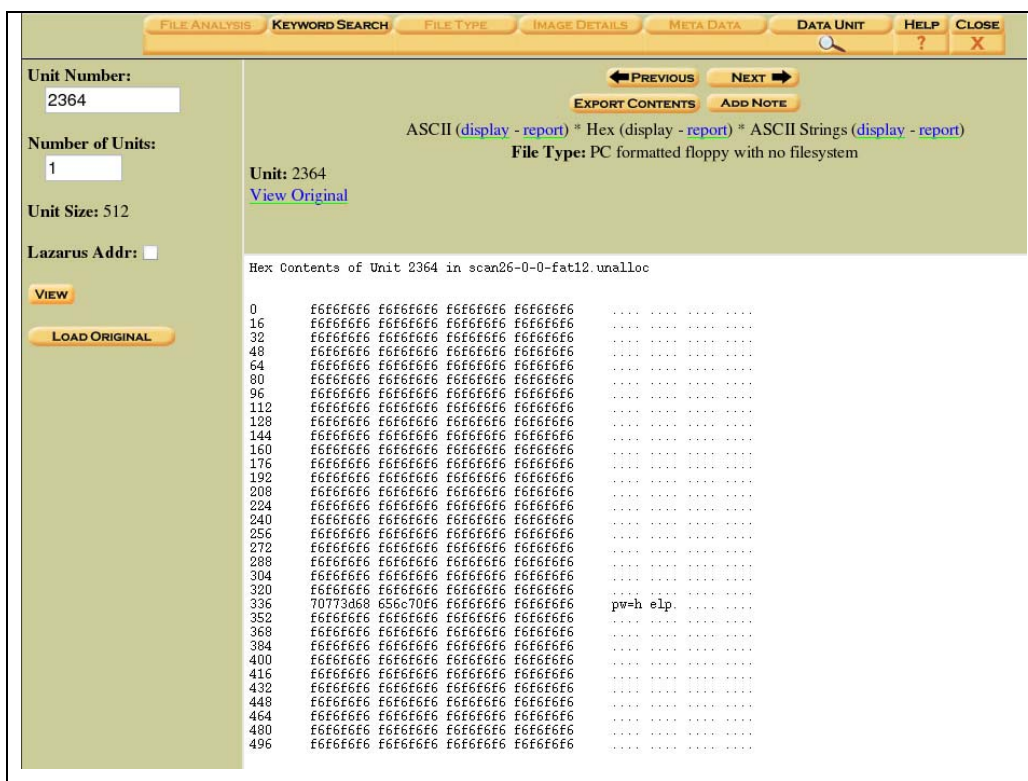 FILE ANALYSIS KEYWORD SEARCH FILE TYPE IMAGE DETAILS META DATA DATA UNIT HELP CLOSE
? X
Unit Number:
2364
Number of Units:
1
Unit Size: 512
Lazarus Addr:
VIEW
LOAD ORIGINAL
PREVIOUS NEXT
EXPORT CONTENTS ADD NOTE
ASCII (display - report) * Hex (display - report) * ASCII Strings (display - report)
File Type: PC formatted floppy with no filesystem
Unit: 2364
View Original
Hex Contents of Unit 2364 in scan26-0-0-fat12.unalloc
0 f6f6f6f6 f6f6f6f6 f6f6f6f6 f6f6f6f6 .... .... .... ....
16 f6f6f6f6 f6f6f6f6 f6f6f6f6 f6f6f6f6 .... .... .... ....
32 f6f6f6f6 f6f6f6f6 f6f6f6f6 f6f6f6f6 .... .... .... ....
48 f6f6f6f6 f6f6f6f6 f6f6f6f6 f6f6f6f6 .... .... .... ....
64 f6f6f6f6 f6f6f6f6 f6f6f6f6 f6f6f6f6 .... .... .... ....
80 f6f6f6f6 f6f6f6f6 f6f6f6f6 f6f6f6f6 .... .... .... ....
96 f6f6f6f6 f6f6f6f6 f6f6f6f6 f6f6f6f6 .... .... .... ....
112 f6f6f6f6 f6f6f6f6 f6f6f6f6 f6f6f6f6 .... .... .... ....
128 f6f6f6f6 f6f6f6f6 f6f6f6f6 f6f6f6f6 .... .... .... ....
144 f6f6f6f6 f6f6f6f6 f6f6f6f6 f6f6f6f6 .... .... .... ....
160 f6f6f6f6 f6f6f6f6 f6f6f6f6 f6f6f6f6 .... .... .... ....
176 f6f6f6f6 f6f6f6f6 f6f6f6f6 f6f6f6f6 .... .... .... ....
192 f6f6f6f6 f6f6f6f6 f6f6f6f6 f6f6f6f6 .... .... .... ....
208 f6f6f6f6 f6f6f6f6 f6f6f6f6 f6f6f6f6 .... .... .... ....
224 f6f6f6f6 f6f6f6f6 f6f6f6f6 f6f6f6f6 .... .... .... ....
240 f6f6f6f6 f6f6f6f6 f6f6f6f6 f6f6f6f6 .... .... .... ....
256 f6f6f6f6 f6f6f6f6 f6f6f6f6 f6f6f6f6 .... .... .... ....
272 f6f6f6f6 f6f6f6f6 f6f6f6f6 f6f6f6f6 .... .... .... ....
288 f6f6f6f6 f6f6f6f6 f6f6f6f6 f6f6f6f6 .... .... .... ....
304 f6f6f6f6 f6f6f6f6 f6f6f6f6 f6f6f6f6 .... .... .... ....
320 f6f6f6f6 f6f6f6f6 f6f6f6f6 f6f6f6f6 .... .... .... ....
336 70773d68 656c70f6 f6f6f6f6 f6f6f6f6 pw=h elp. .... ....
352 f6f6f6f6 f6f6f6f6 f6f6f6f6 f6f6f6f6 .... .... .... ....
368 f6f6f6f6 f6f6f6f6 f6f6f6f6 f6f6f6f6 .... .... .... ....
384 f6f6f6f6 f6f6f6f6 f6f6f6f6 f6f6f6f6 .... .... .... ....
400 f6f6f6f6 f6f6f6f6 f6f6f6f6 f6f6f6f6 .... .... .... ....
416 f6f6f6f6 f6f6f6f6 f6f6f6f6 f6f6f6f6 .... .... .... ....
432 f6f6f6f6 f6f6f6f6 f6f6f6f6 f6f6f6f6 .... .... .... ....
448 f6f6f6f6 f6f6f6f6 f6f6f6f6 f6f6f6f6 .... .... .... ....
464 f6f6f6f6 f6f6f6f6 f6f6f6f6 f6f6f6f6 .... .... .... ....
480 f6f6f6f6 f6f6f6f6 f6f6f6f6 f6f6f6f6 .... .... .... ....
496 f6f6f6f6 f6f6f6f6 f6f6f6f6 f6f6f6f6 .... .... .... ....